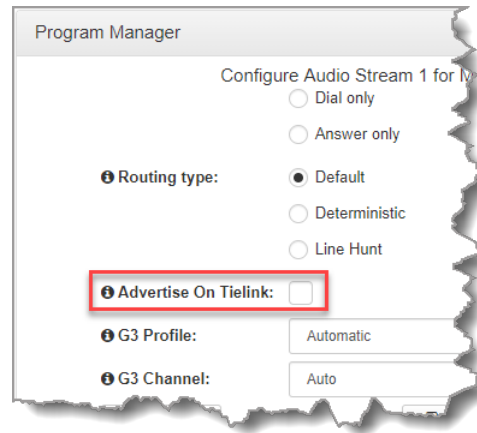 Program Manager
Configure Audio Stream 1 for
Dial only
Answer only
Routing type:
Default
Deterministic
Line Hunt
Advertise On Tielink:
G3 Profile:
Automatic
G3 Channel:
Auto